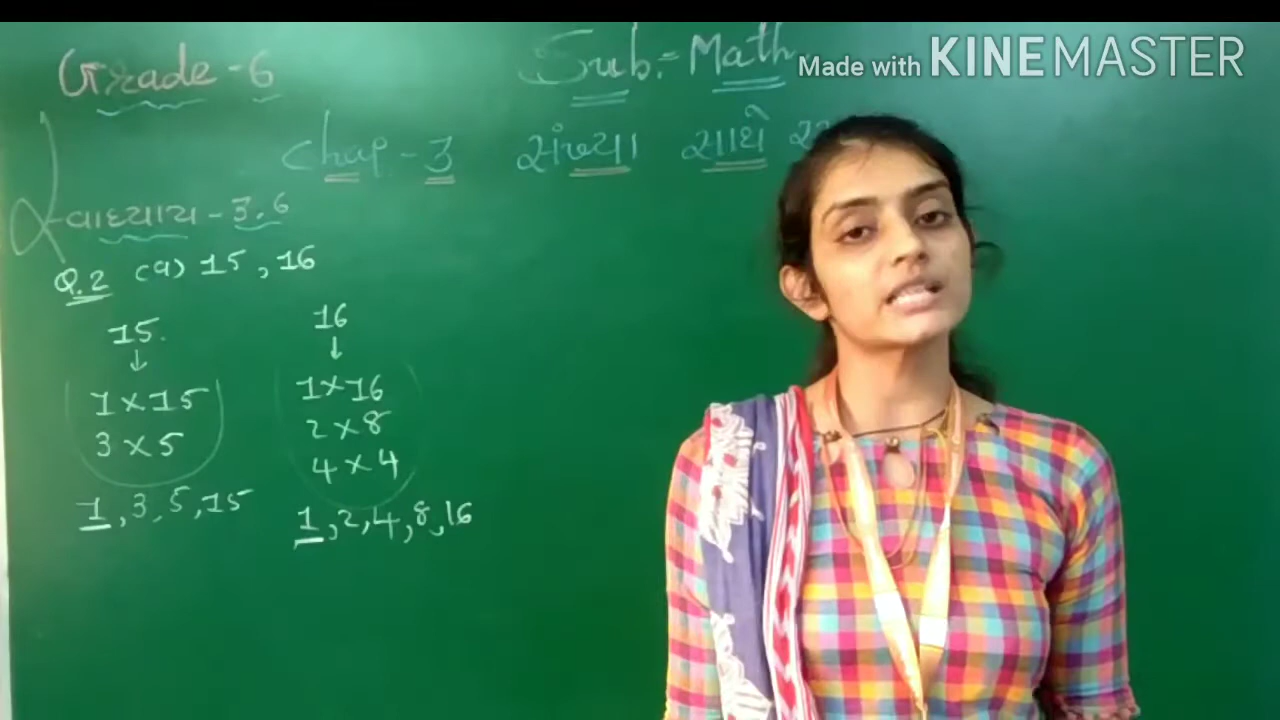 Made with KINEMASTER
Grade - 6
Sub:- Math
Chap - 3 સંખ્યા સાથે
સ્વાધ્યાય - 3.6
Q.2 (a) 15, 16
15.
↓
1 × 15
3 × 5
1, 3, 5, 15
16
↓
1 × 16
2 × 8
4 × 4
1, 2, 4, 8, 16